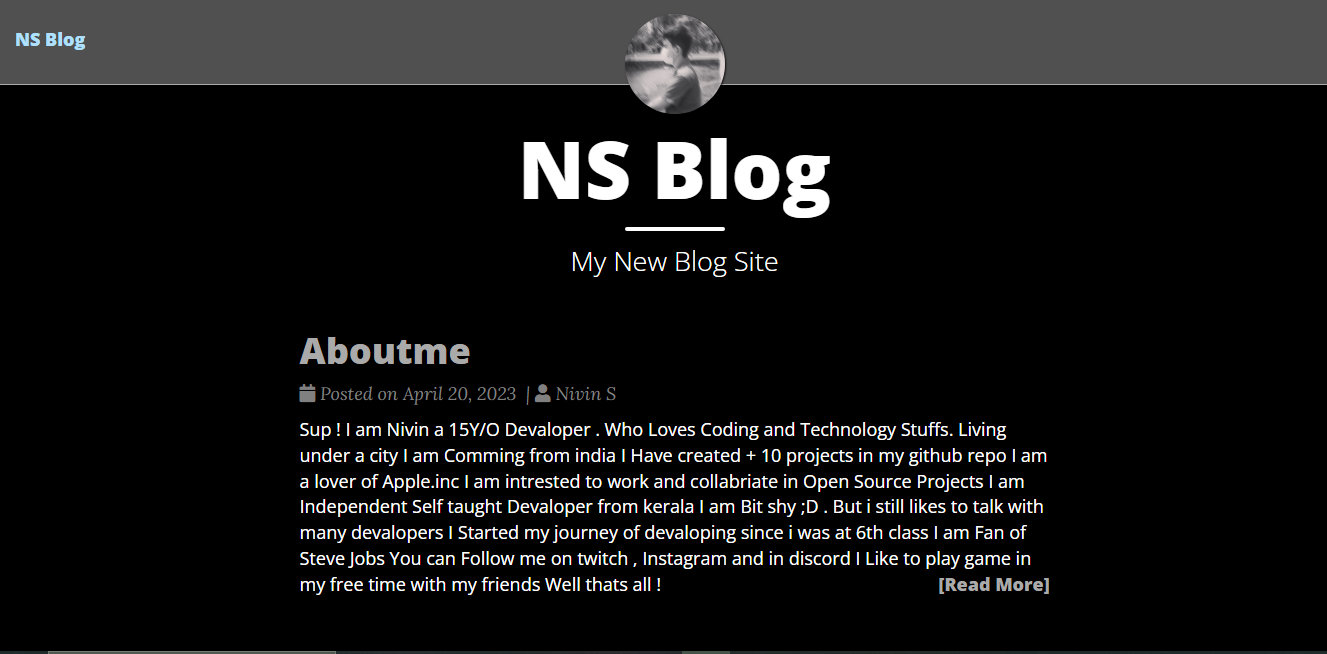 NS Blog
NS Blog
My New Blog Site
Aboutme
Posted on April 20, 2023 | Nivin S
Sup ! I am Nivin a 15Y/O Devaloper . Who Loves Coding and Technology Stuffs. Living
under a city I am Comming from india I Have created + 10 projects in my github repo I am
a lover of Apple.inc I am intrested to work and collabriate in Open Source Projects I am
Independent Self taught Devaloper from kerala I am Bit shy ;D . But i still likes to talk with
many devalopers I Started my journey of devaloping since i was at 6th class I am Fan of
Steve Jobs You can Follow me on twitch , Instagram and in discord I Like to play game in
my free time with my friends Well thats all ! [Read More]